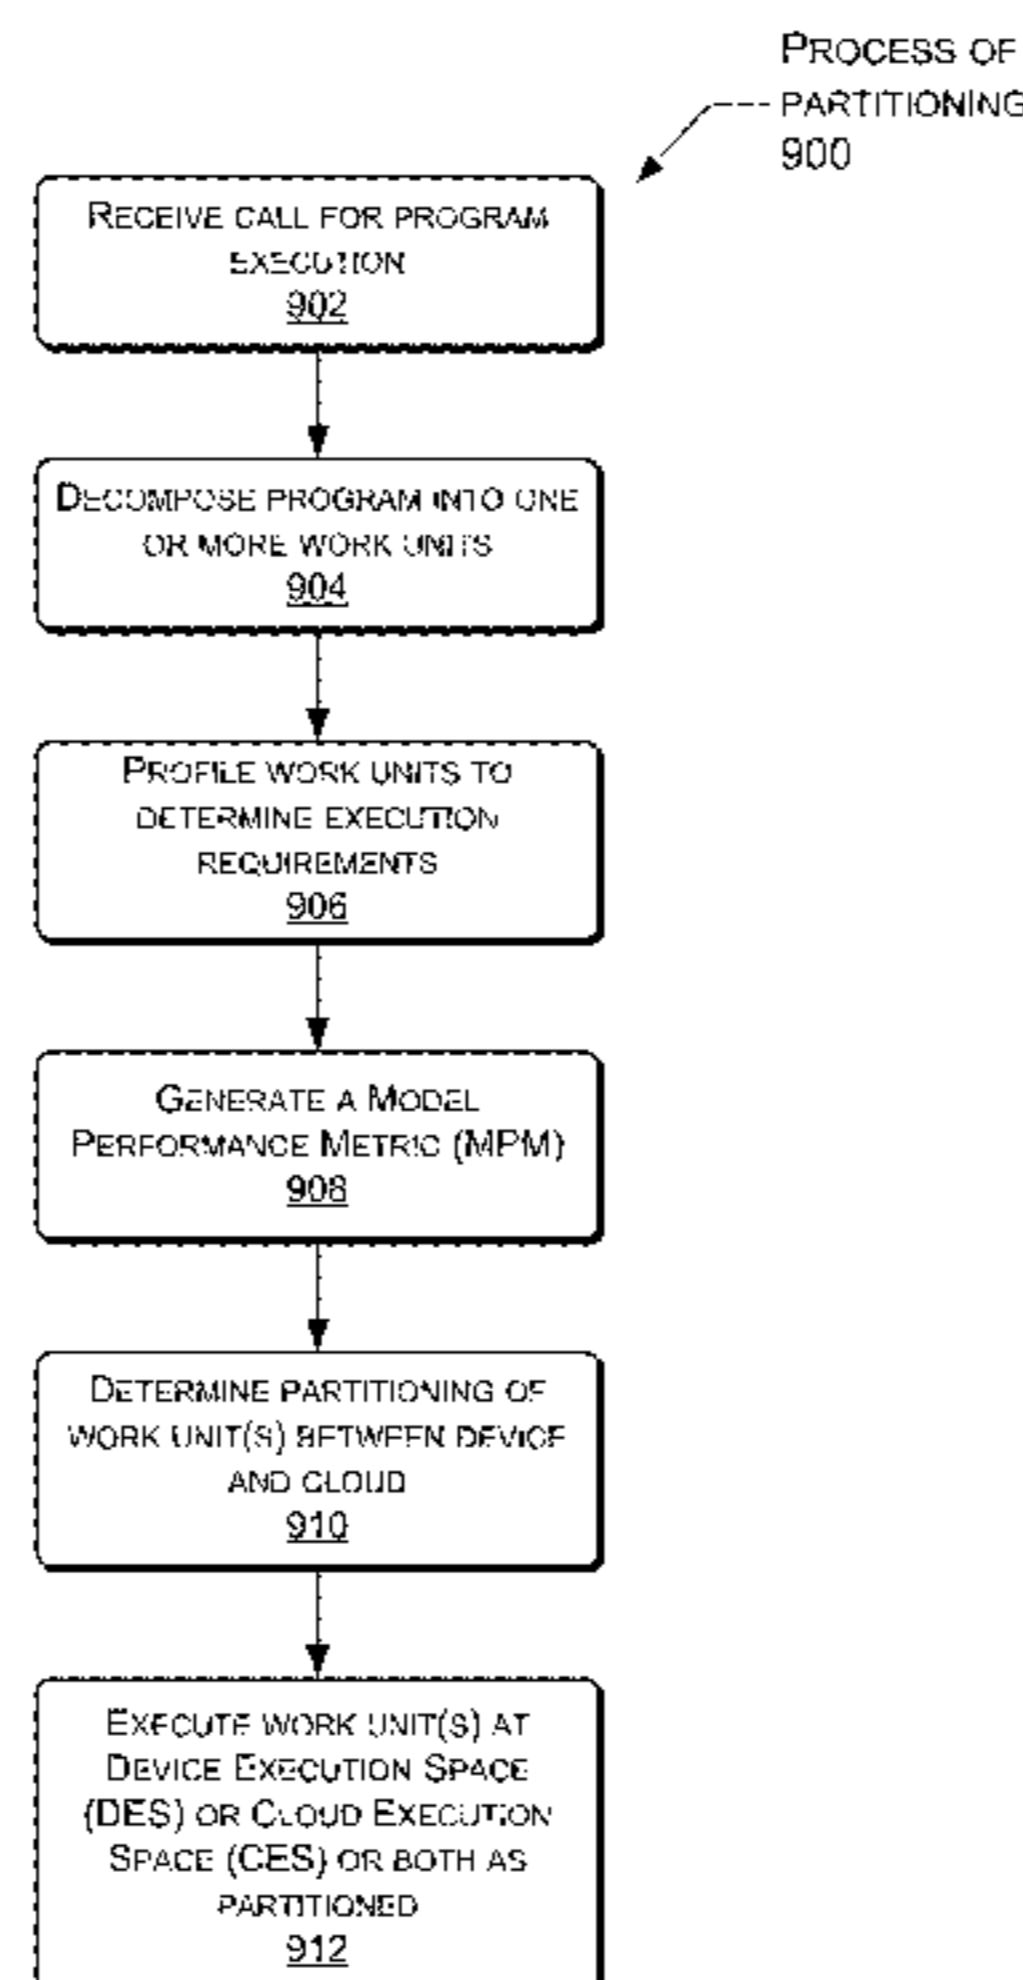 PROCESS OF
PARTITIONING
900
RECEIVE CALL FOR PROGRAM
EXECUTION
902
DECOMPOSE PROGRAM INTO ONE
OR MORE WORK UNITS
904
PROFILE WORK UNITS TO
DETERMINE EXECUTION
REQUIREMENTS
906
GENERATE A MODEL
PERFORMANCE METRIC (MPM)
908
DETERMINE PARTITIONING OF
WORK UNIT(S) BETWEEN DEVICE
AND CLOUD
910
EXECUTE WORK UNIT(S) AT
DEVICE EXECUTION SPACE
(DES) OR CLOUD EXECUTION
SPACE (CES) OR BOTH AS
PARTITIONED
912